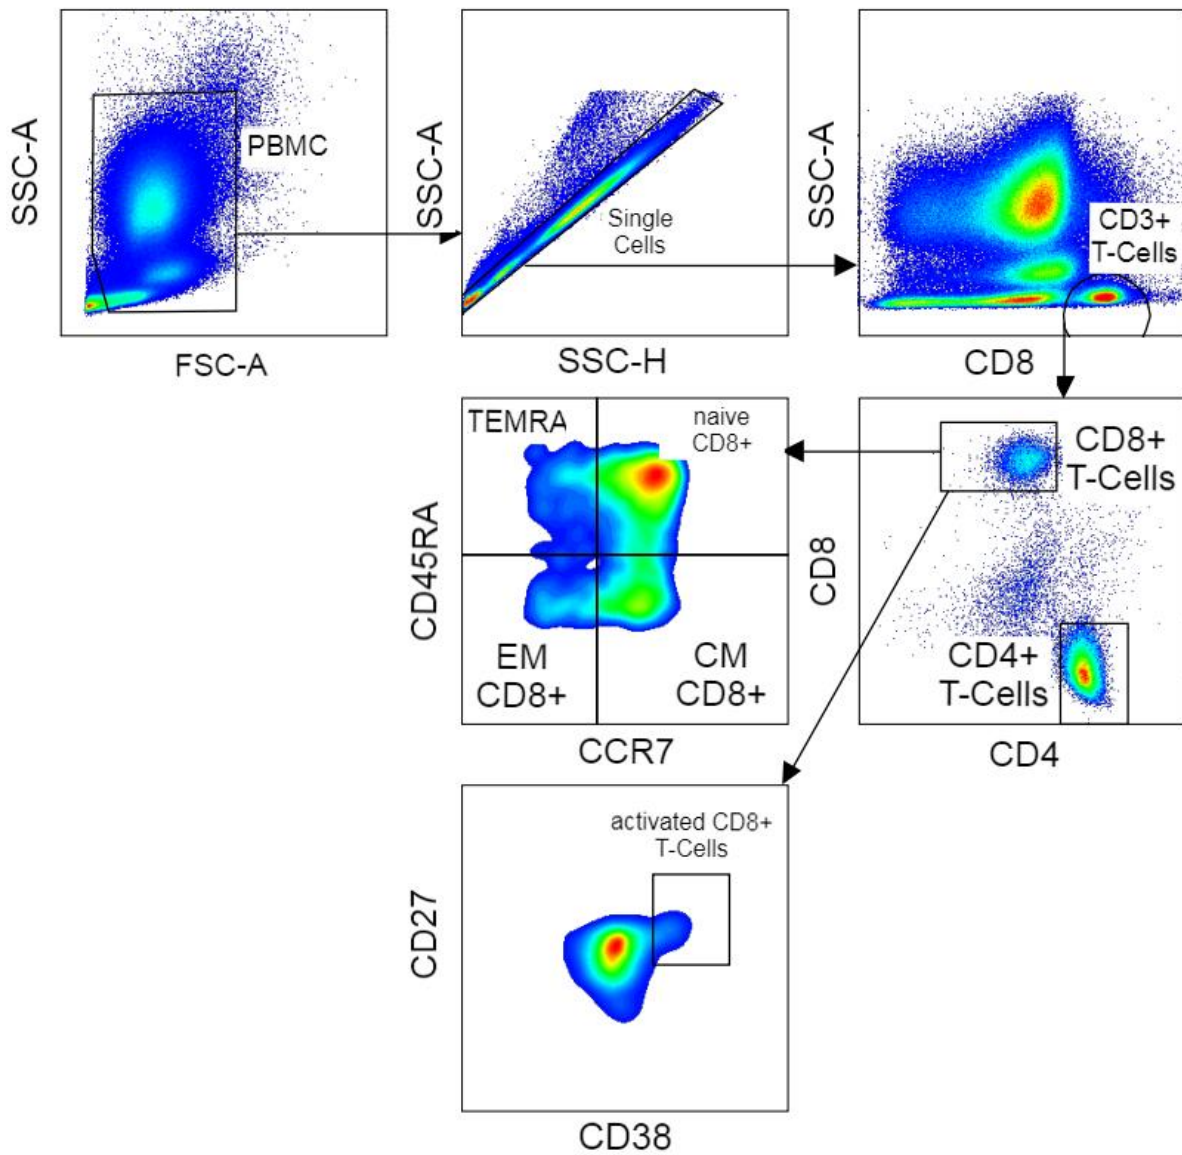 SSC-A
PBMC
FSC-A
SSC-A
Single
Cells
SSC-H
SSC-A
CD3+
T-Cells
CD8
CD45RA
TEMRA
naive
CD8+
EM
CD8+
CM
CD8+
CCR7
CD8
CD8+
T-Cells
CD4+
T-Cells
CD4
CD27
activated CD8+
T-Cells
CD38